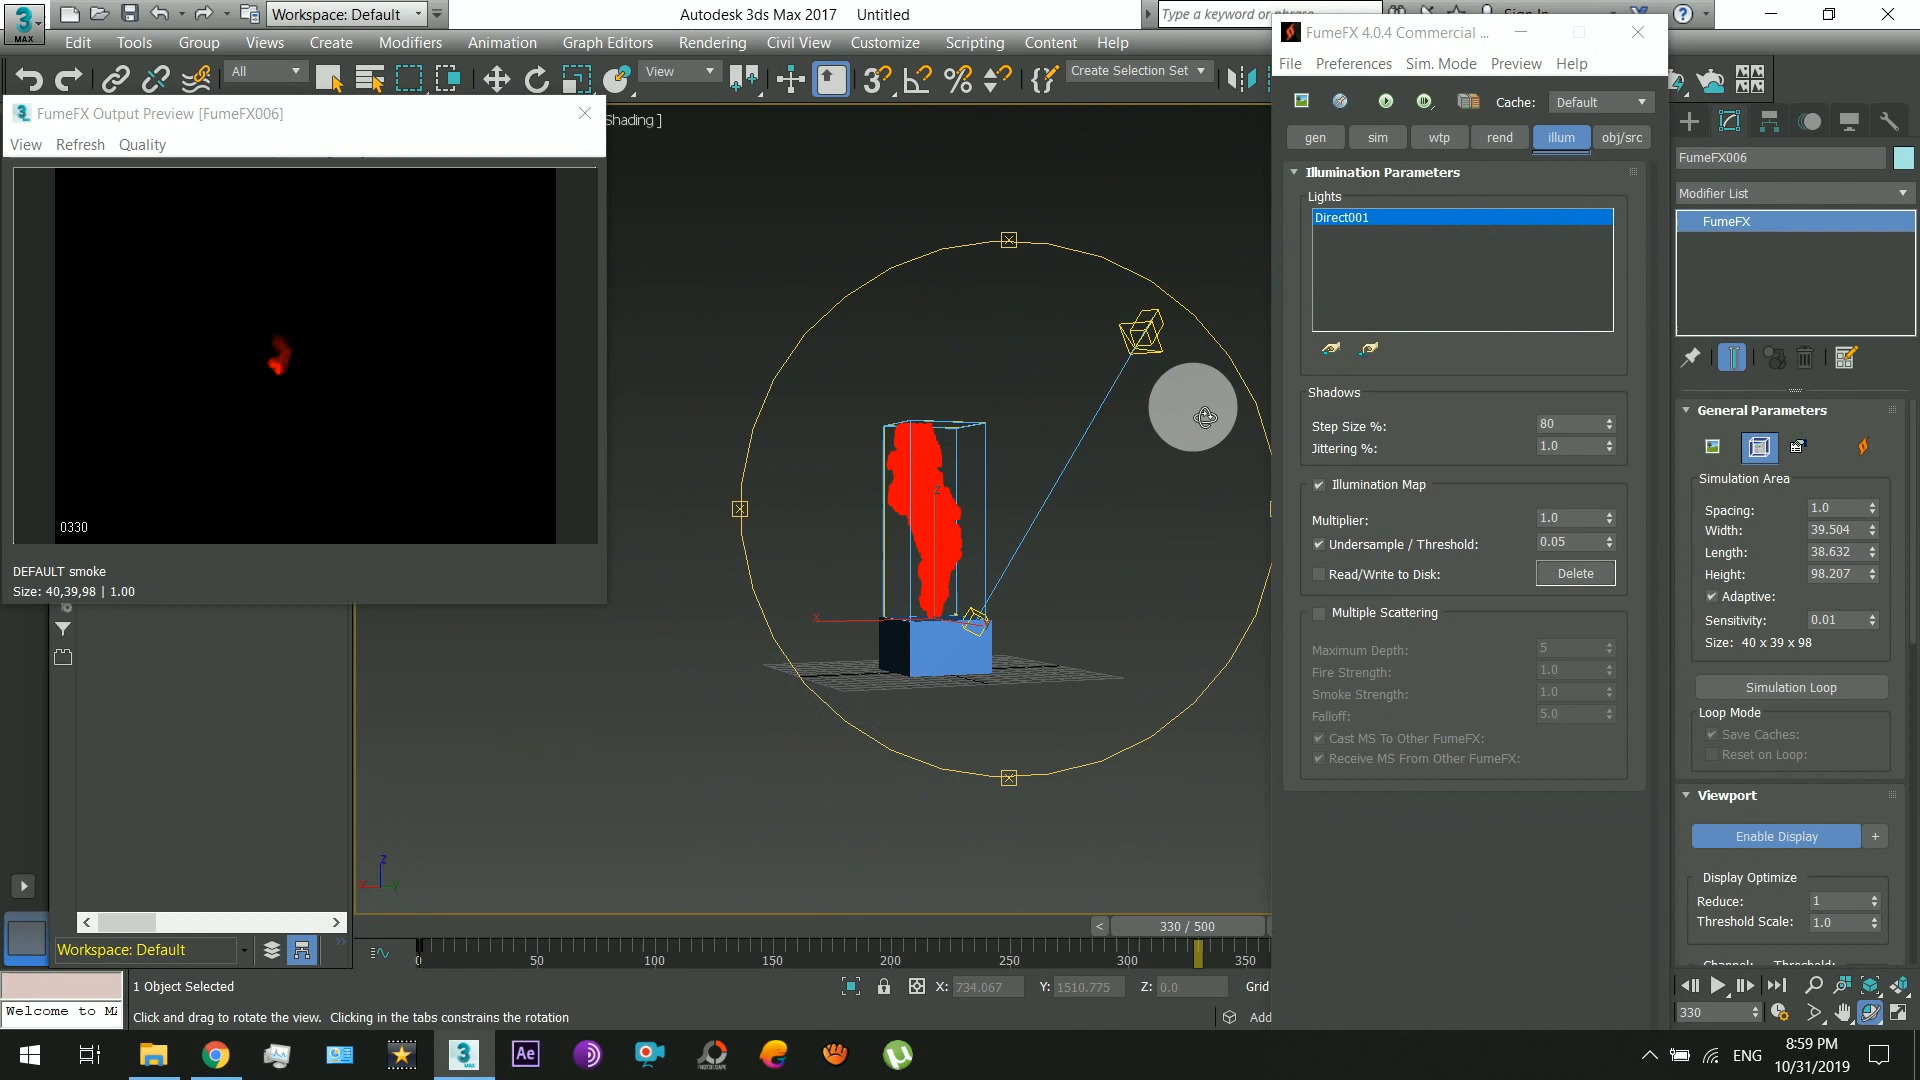 3
MAX
Workspace: Default
Autodesk 3ds Max 2017 Untitled
Type a keyword or phrase
Sign In
Edit Tools Group Views Create Modifiers Animation Graph Editors Rendering Civil View Customize Scripting Content Help
All
View
Create Selection Set
FumeFX Output Preview [FumeFX006]
View Refresh Quality
0330
DEFAULT smoke
Size: 40,39,98 | 1.00
Shading ]
FumeFX 4.0.4 Commercial ...
File Preferences Sim. Mode Preview Help
Cache: Default
gen sim wtp rend illum obj/src
Illumination Parameters
Lights
Direct001
Shadows
Step Size %: 80
Jittering %: 1.0
Illumination Map
Multiplier: 1.0
Undersample / Threshold: 0.05
Read/Write to Disk: Delete
Multiple Scattering
Maximum Depth: 5
Fire Strength: 1.0
Smoke Strength: 1.0
Falloff: 5.0
Cast MS To Other FumeFX:
Receive MS From Other FumeFX:
FumeFX006
Modifier List
FumeFX
General Parameters
Simulation Area
Spacing: 1.0
Width: 39.504
Length: 38.632
Height: 98.207
Adaptive:
Sensitivity: 0.01
Size: 40 x 39 x 98
Simulation Loop
Loop Mode
Save Caches:
Reset on Loop:
Viewport
Enable Display +
Display Optimize
Reduce: 1
Threshold Scale: 1.0
Channel: Threshold:
z
x
z
x y
< 330 / 500
0 50 100 150 200 250 300 350
Workspace: Default
1 Object Selected
X: 734.067 Y: 1510.775 Z: 0.0 Grid
330
Welcome to MA
Click and drag to rotate the view. Clicking in the tabs constrains the rotation
Add
3
MAX
Ae
PHOTOSCAPE
ENG
8:59 PM
10/31/2019